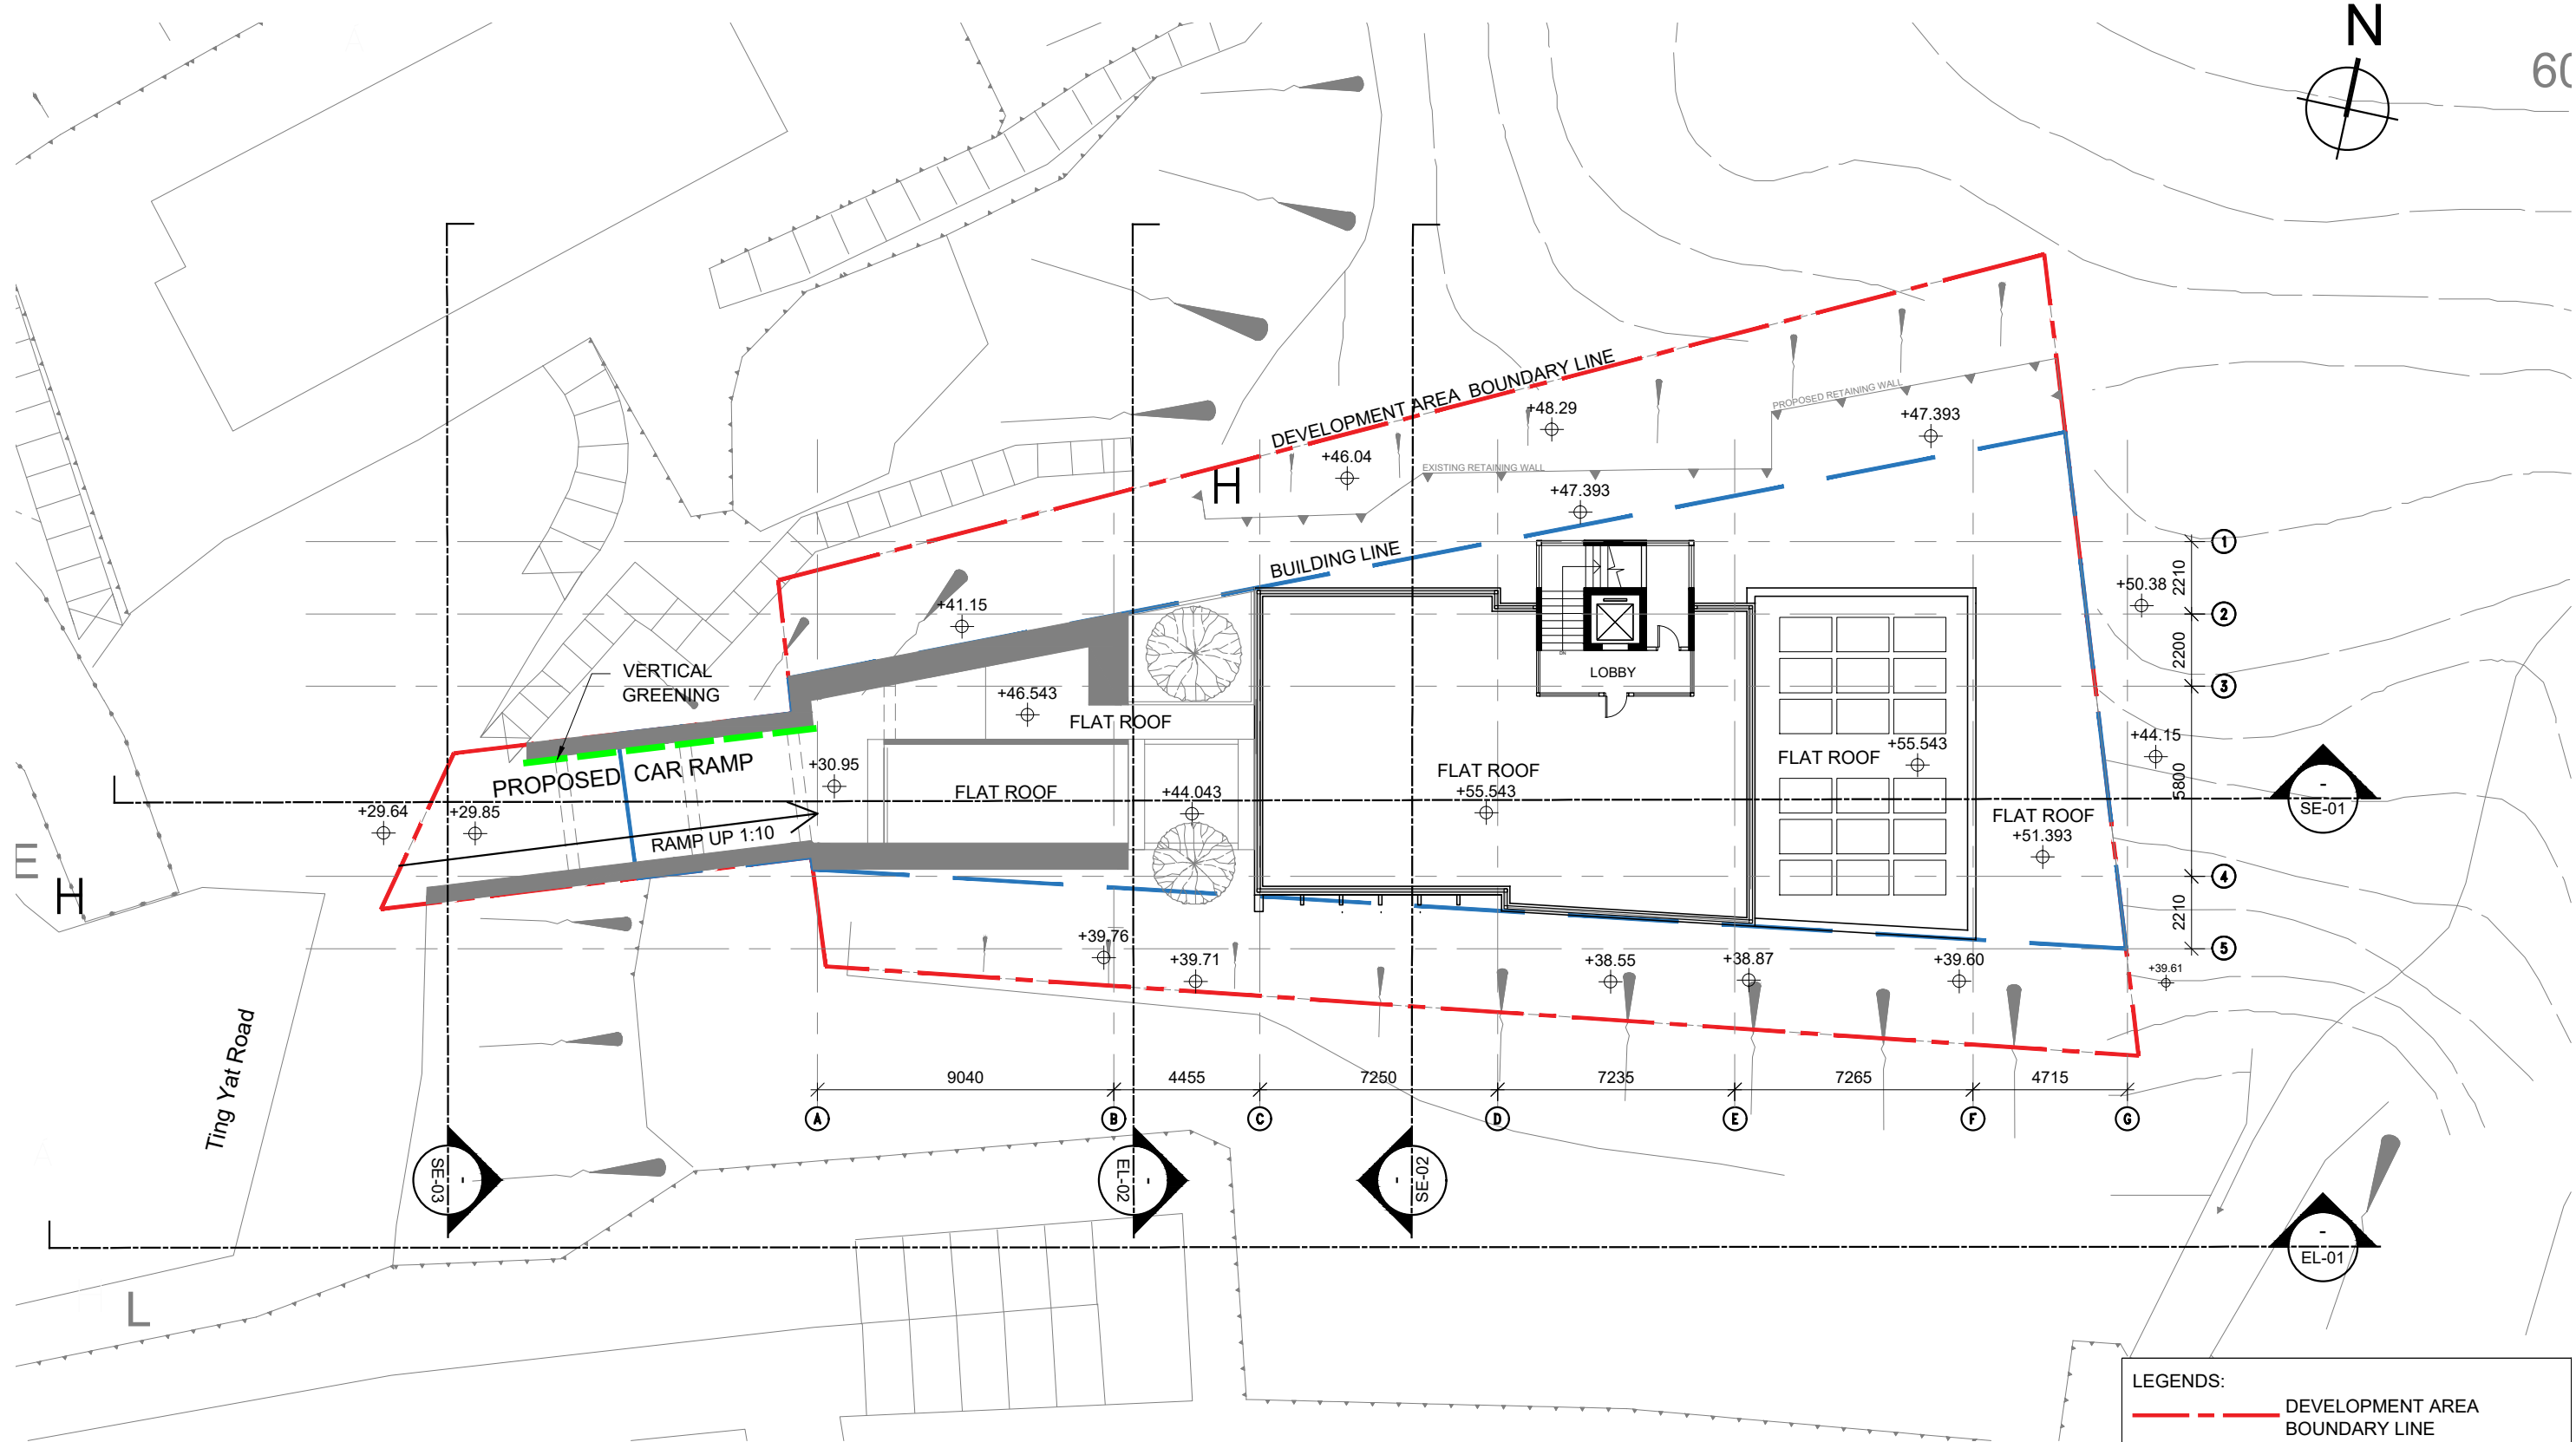 N
60
DEVELOPMENT AREA BOUNDARY LINE
+48.29
PROPOSED RETAINING WALL
+47.393
+46.04
EXISTING RETAINING WALL
H
+47.393
1
BUILDING LINE
2210
+50.38
+41.15
2
2200
VERTICAL
GREENING
LOBBY
DN
3
+46.543
FLAT ROOF
+44.15
PROPOSED CAR RAMP
+30.95
FLAT ROOF
+55.543
FLAT ROOF
+55.543
FLAT ROOF
+44.043
5800
-
SE-01
+29.64
+29.85
RAMP UP 1:10
FLAT ROOF
+51.393
E
H
4
2210
+39.76
+39.71
+38.55
+38.87
+39.60
+39.61
5
Ting Yat Road
9040
4455
7250
7235
7265
4715
A
B
C
D
E
F
G
SE-03
-
EL-02
-
-
SE-02
-
EL-01
L
LEGENDS:
DEVELOPMENT AREA
BOUNDARY LINE